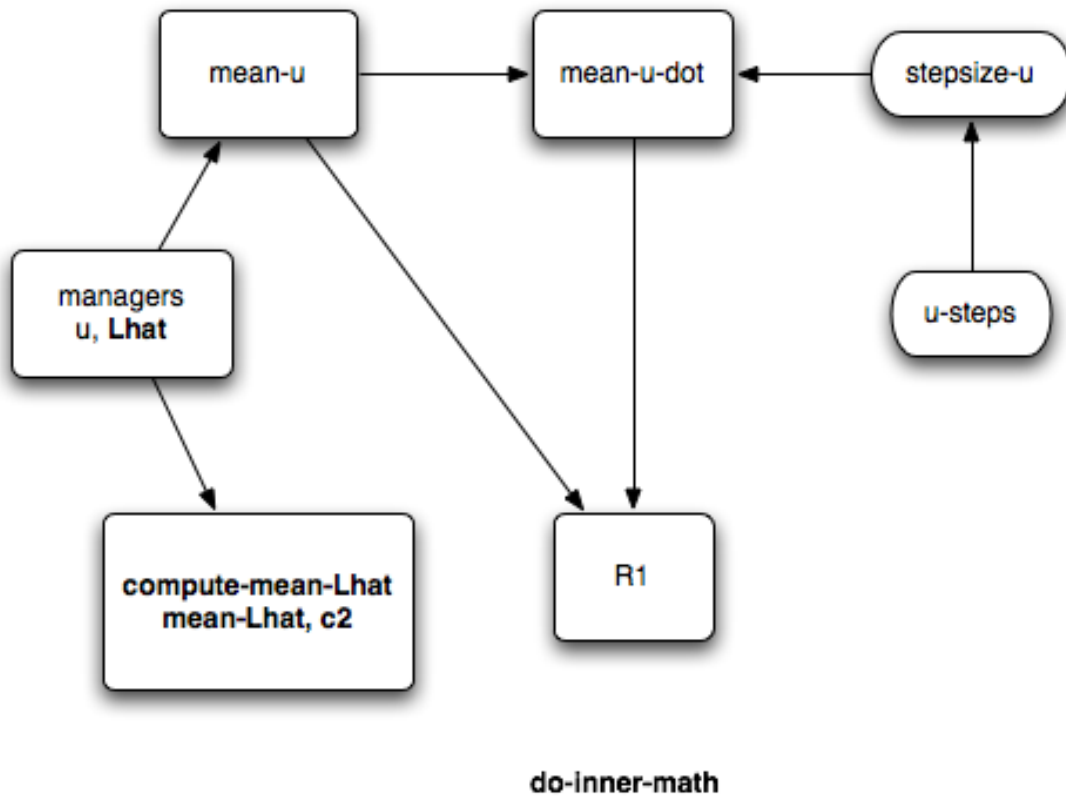 mean-u
mean-u-dot
stepsize-u
managers
u, Lhat
u-steps
compute-mean-Lhat
mean-Lhat, c2
R1
do-inner-math